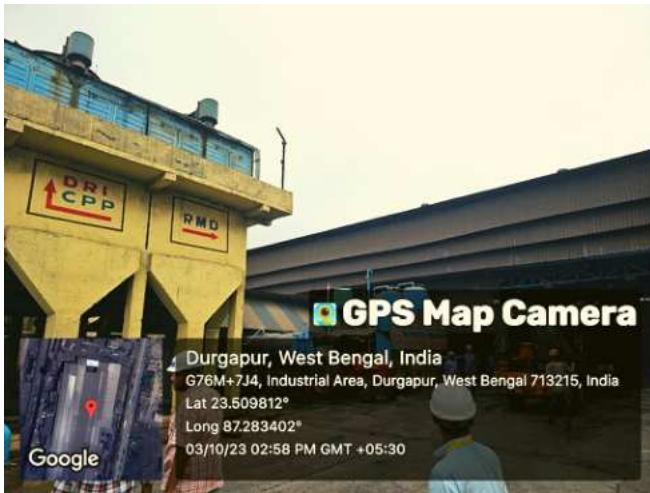 DRI
CPP
RMD
GPS Map Camera
Durgapur, West Bengal, India
G76M+7J4, Industrial Area, Durgapur, West Bengal 713215, India
Lat 23.509812°
Long 87.283402°
03/10/23 02:58 PM GMT +05:30
Google